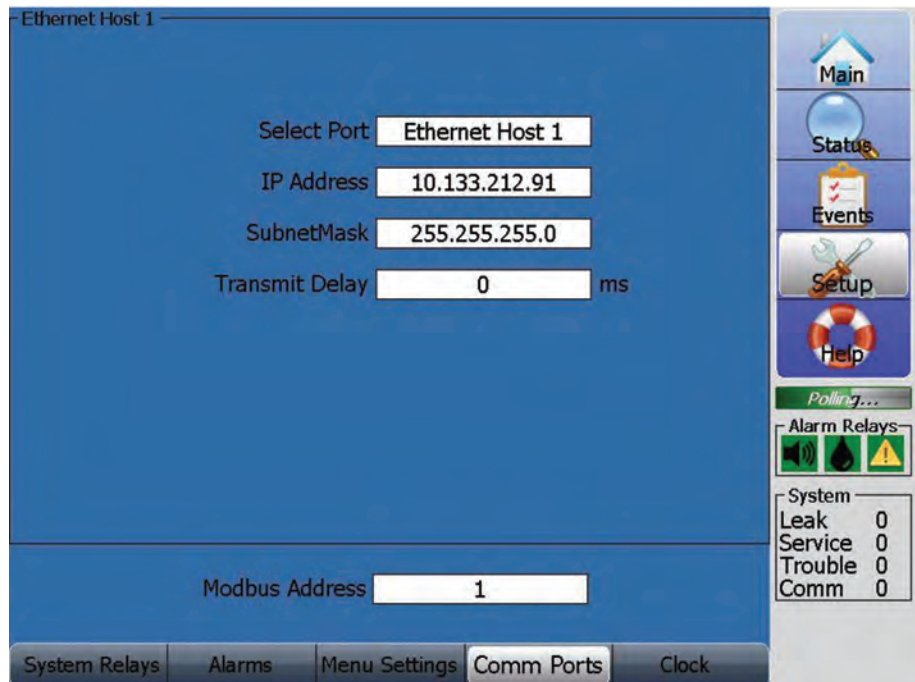 Ethernet Host 1
Select Port Ethernet Host 1
IP Address 10.133.212.91
SubnetMask 255.255.255.0
Transmit Delay 0 ms
Modbus Address 1
System Relays Alarms Menu Settings Comm Ports Clock
Main
Status
Events
Setup
Help
Polling...
Alarm Relays
System
Leak 0
Service 0
Trouble 0
Comm 0